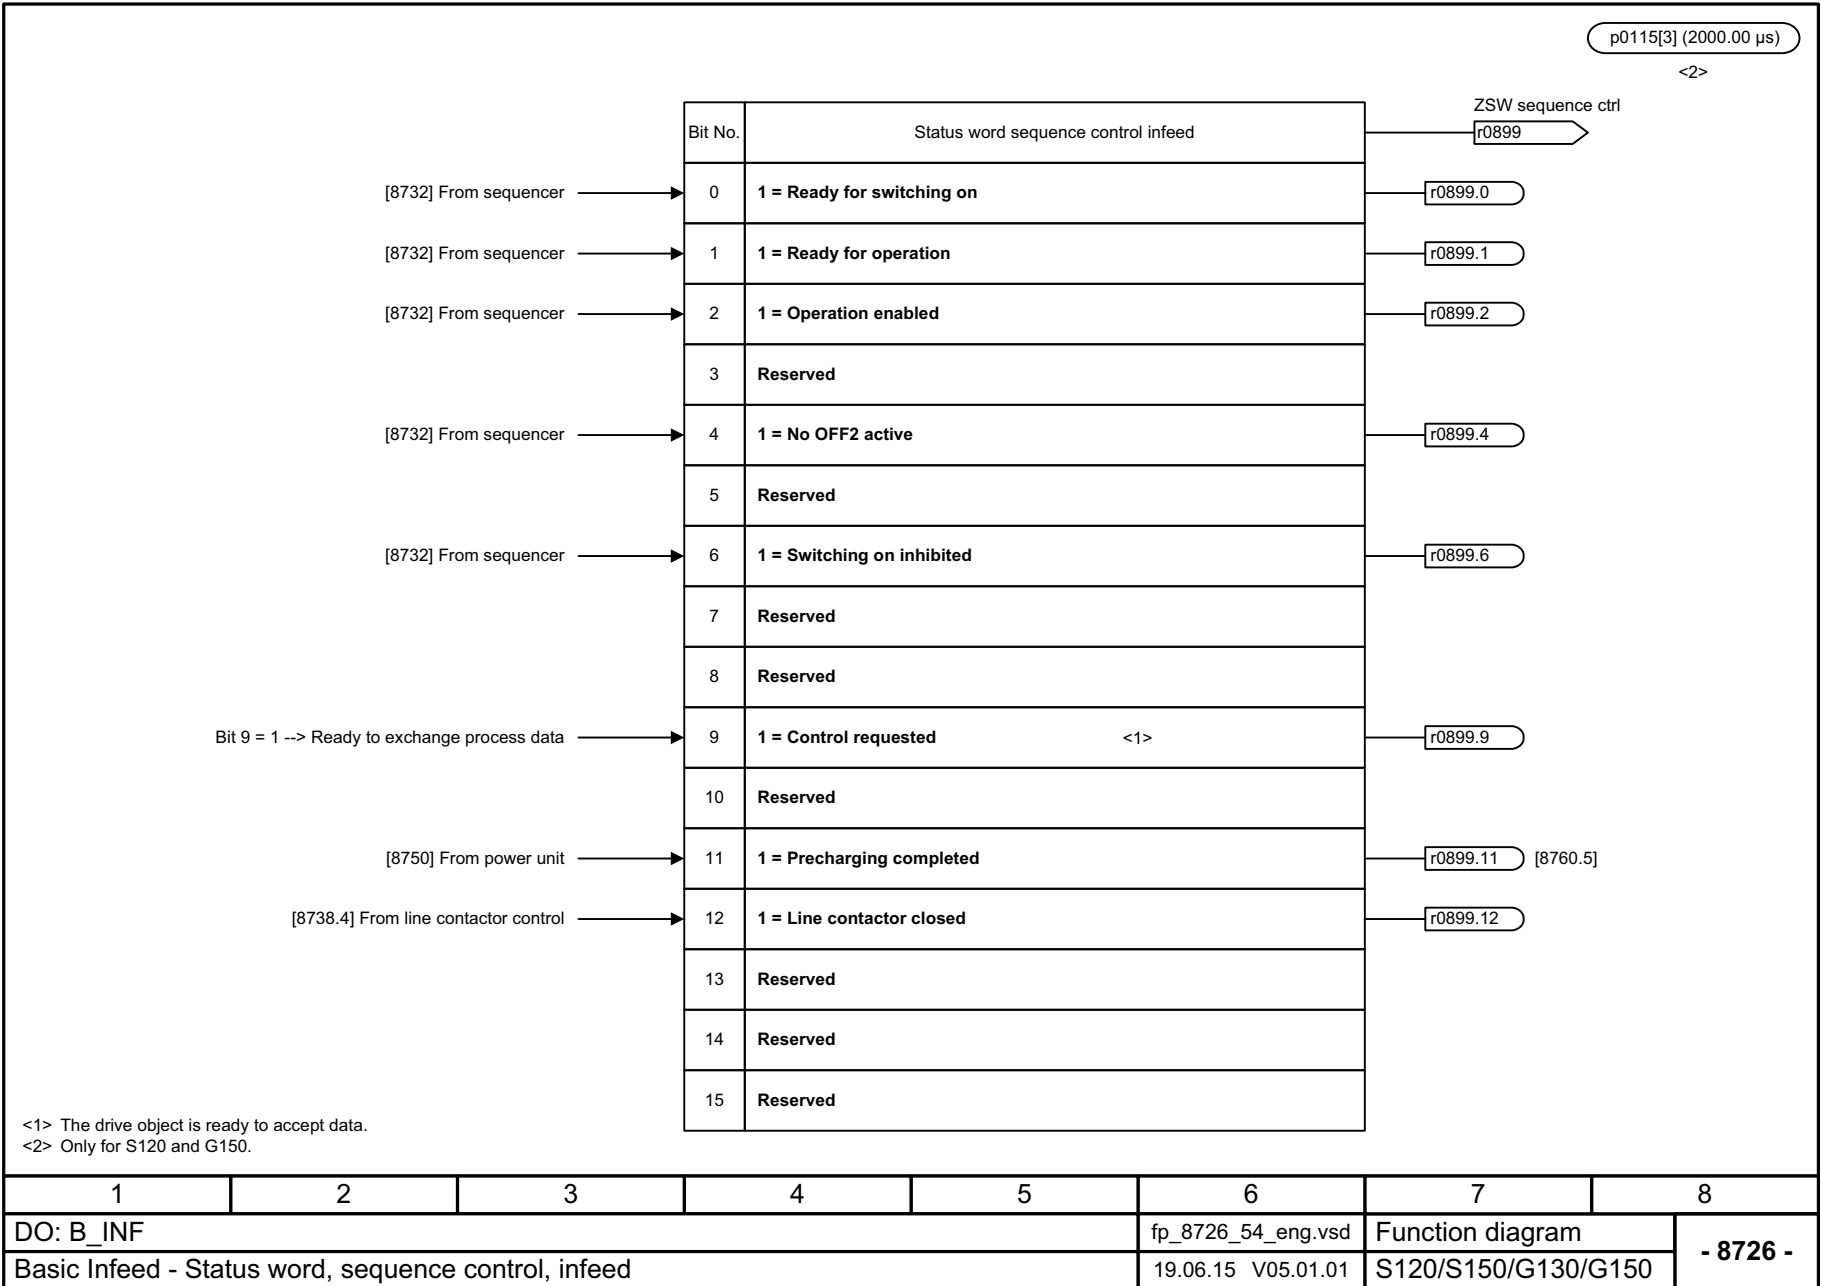 p0115[3] (2000.00 µs)
<2>
ZSW sequence ctrl
Bit No. Status word sequence control infeed r0899
[8732] From sequencer 0 1 = Ready for switching on r0899.0
[8732] From sequencer 1 1 = Ready for operation r0899.1
[8732] From sequencer 2 1 = Operation enabled r0899.2
3 Reserved
[8732] From sequencer 4 1 = No OFF2 active r0899.4
5 Reserved
[8732] From sequencer 6 1 = Switching on inhibited r0899.6
7 Reserved
8 Reserved
Bit 9 = 1 --> Ready to exchange process data 9 1 = Control requested <1> r0899.9
10 Reserved
[8750] From power unit 11 1 = Precharging completed r0899.11 [8760.5]
[8738.4] From line contactor control 12 1 = Line contactor closed r0899.12
13 Reserved
14 Reserved
15 Reserved
<1> The drive object is ready to accept data.
<2> Only for S120 and G150.
1 2 3 4 5 6 7 8
DO: B_INF fp_8726_54_eng.vsd Function diagram
- 8726 -
Basic Infeed - Status word, sequence control, infeed 19.06.15 V05.01.01 S120/S150/G130/G150